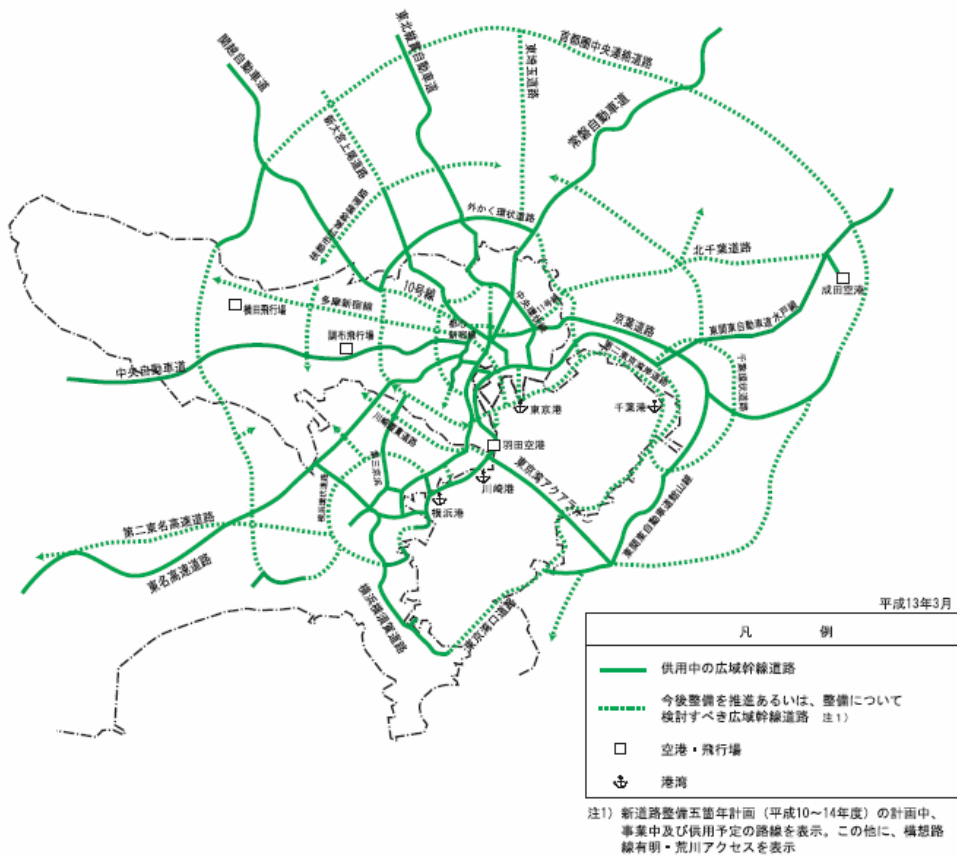 関越自動車道
東北縦貫自動車道
東埼玉道路
首都圏中央連絡道路
新大宮上尾道路
常磐自動車道
核都市広域幹線道路
外かく環状道路
北千葉道路
成田空港
10号線
多摩新宿線
横田飛行場
調布飛行場
中央環状線
京葉道路
東関東自動車道水戸線
中央自動車道
第二東京湾岸道路
千葉環状道路
東京港
千葉港
川崎縦貫道路
羽田空港
第三京浜
川崎港
東京湾アクアライン
横浜環状道路
横浜港
東関東自動車道館山線
第二東名高速道路
東名高速道路
横浜横須賀道路
東京湾口道路
平成13年3月
凡 例
供用中の広域幹線道路
今後整備を推進あるいは、整備について
検討すべき広域幹線道路 注1)
空港・飛行場
港湾
注1) 新道路整備五箇年計画（平成10〜14年度）の計画中、
事業中及び供用予定の路線を表示。この他に、構想路
線有明・荒川アクセスを表示